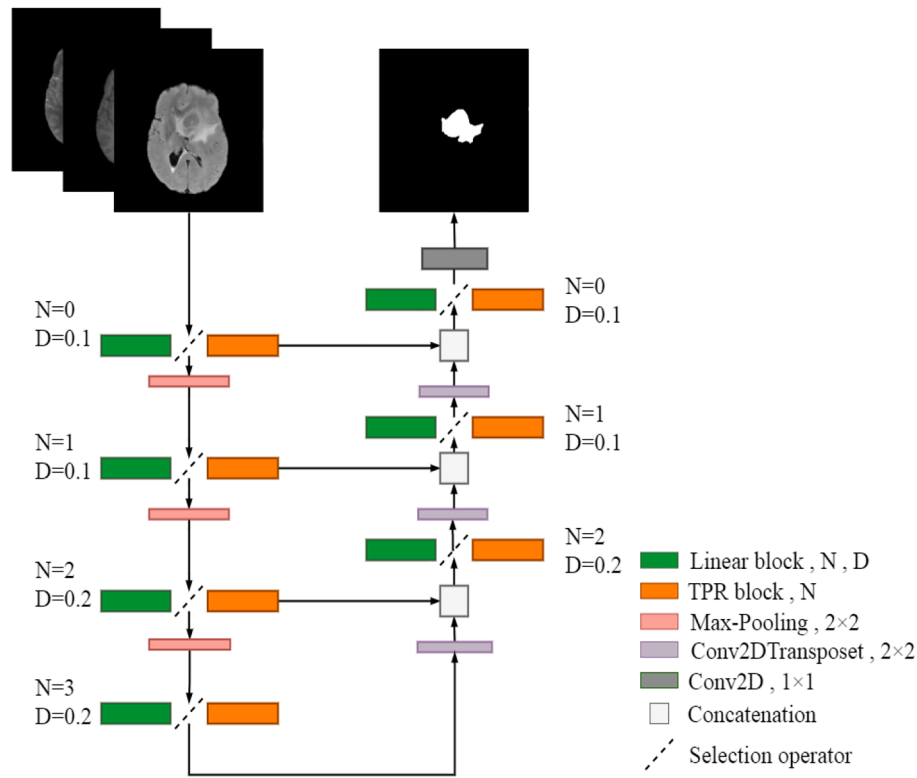 N=0
D=0.1
N=1
D=0.1
N=2
D=0.2
N=3
D=0.2
N=0
D=0.1
N=1
D=0.1
N=2
D=0.2
Linear block , N , D
TPR block , N
Max-Pooling , 2×2
Conv2DTransposet , 2×2
Conv2D , 1×1
Concatenation
Selection operator